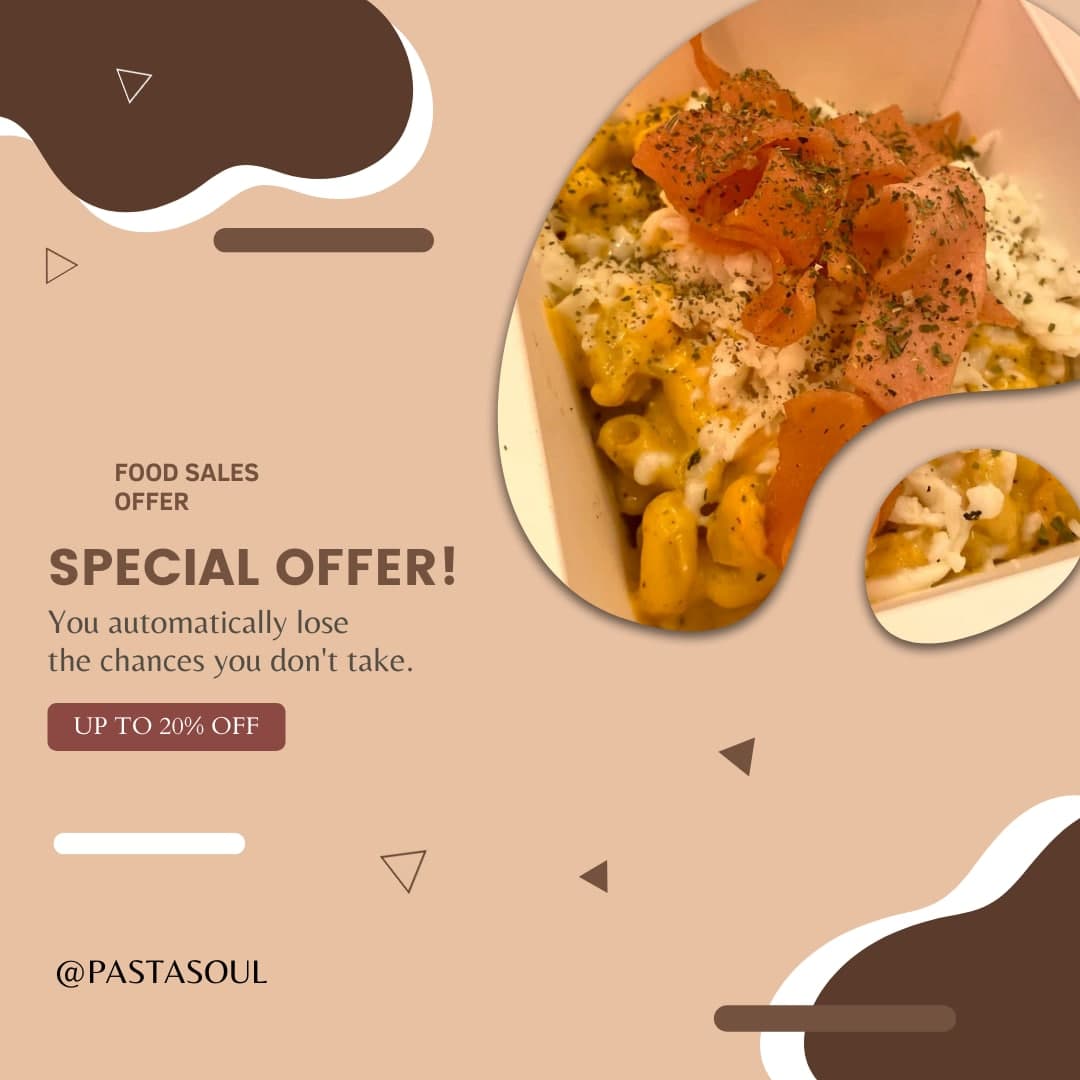 FOOD SALES
OFFER
SPECIAL OFFER!
You automatically lose
the chances you don't take.
UP TO 20% OFF
@PASTASOUL